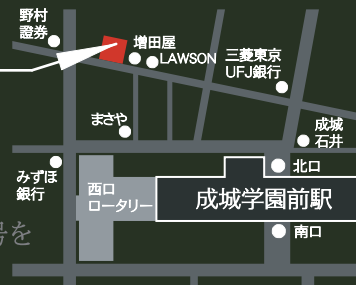 野村
證券
増田屋
LAWSON
三菱東京
UFJ銀行
まさや
成城
石井
みずほ
銀行
西口
ロータリー
北口
成城学園前駅
号を
南口